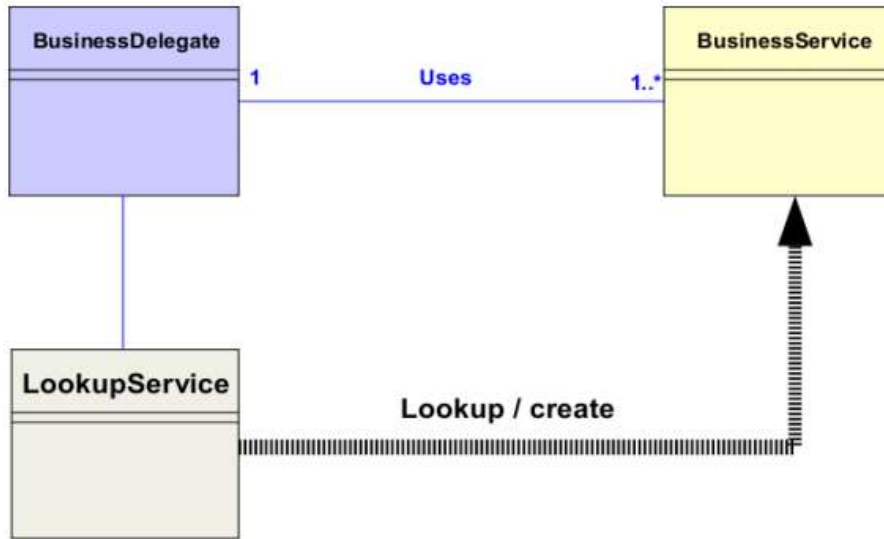 BusinessDelegate
BusinessService
1
Uses
1..*
LookupService
Lookup / create